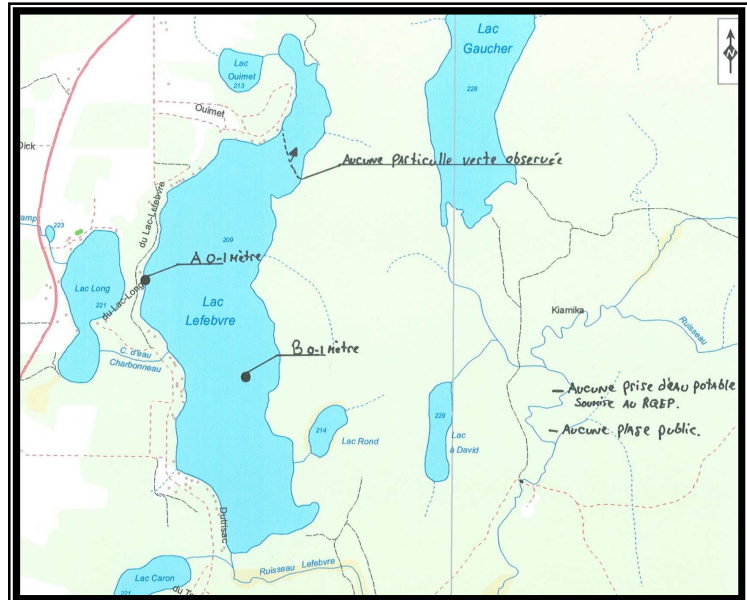 Lac
Gaucher
229
N
Lac
Ouimet
213
Ouimet
Dick
Aucune particulle verte observée
du Lac-Lefebvre
amp
223
209
A 0-1 Mètre
Lac Long
221
du Lac-Long
Lac
Lefebvre
Kiamika
Ruisseau
C. d'eau
Charbonneau
B 0-1 Mètre
— Aucune prise d'eau potable
soumise au RQEP.
— Aucune plage public.
229
214
Lac Rond
Lac
à David
Dutrisac
Ruisseau Lefebvre
Lac Caron
221
du T